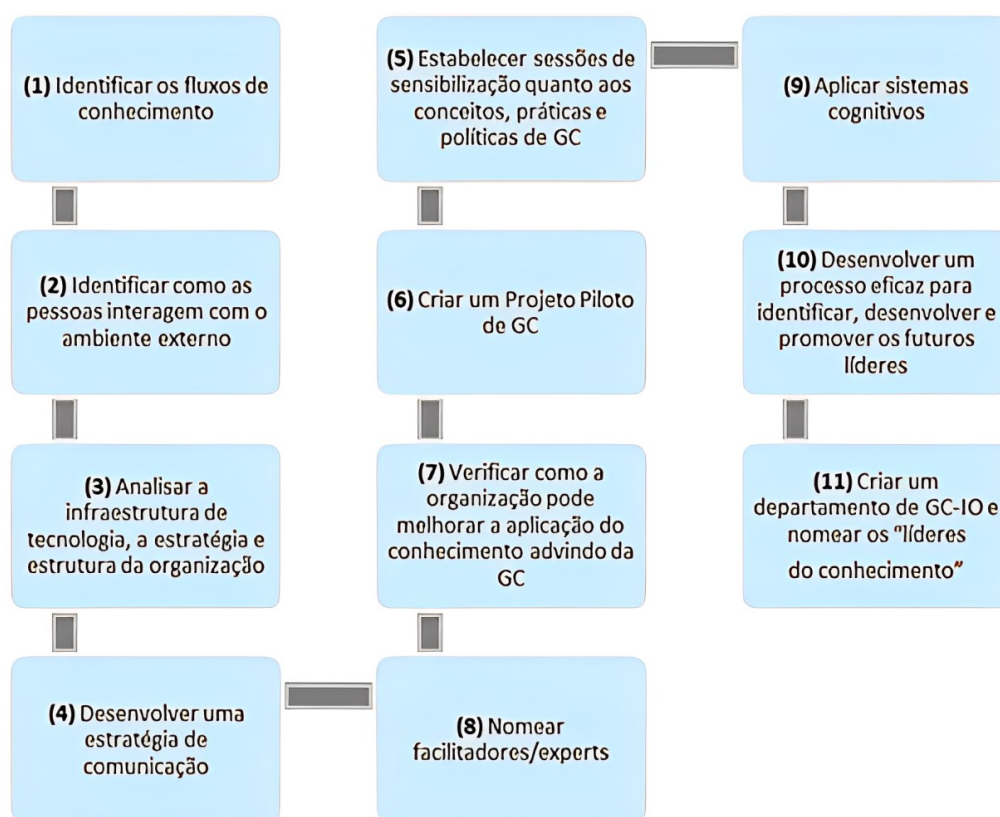 (1) Identificar os fluxos de
conhecimento
(2) Identificar como as
pessoas interagem com o
ambiente externo
(3) Analisar a
infraestrutura de
tecnologia, a estratégia e
estrutura da organização
(4) Desenvolver uma
estratégia de
comunicação
(5) Estabelecer sessões de
sensibilização quanto aos
conceitos, práticas e
políticas de GC
(6) Criar um Projeto Piloto
de GC
(7) Verificar como a
organização pode
melhorar a aplicação do
conhecimento advindo da
GC
(8) Nomear
facilitadores/experts
(9) Aplicar sistemas
cognitivos
(10) Desenvolver um
processo eficaz para
identificar, desenvolver e
promover os futuros
líderes
(11) Criar um
departamento de GC-IO e
nomear os "líderes
do conhecimento"